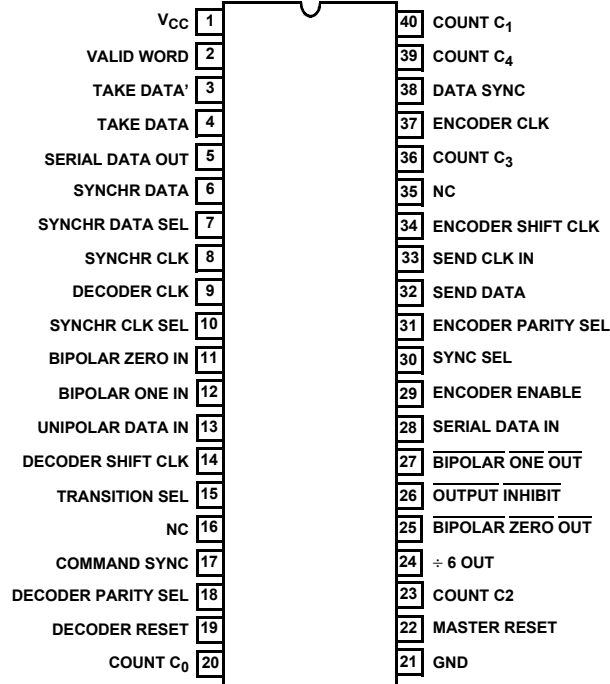 VCC 1 40 COUNT C1
VALID WORD 2 39 COUNT C4
TAKE DATA’ 3 38 DATA SYNC
TAKE DATA 4 37 ENCODER CLK
SERIAL DATA OUT 5 36 COUNT C3
SYNCHR DATA 6 35 NC
SYNCHR DATA SEL 7 34 ENCODER SHIFT CLK
SYNCHR CLK 8 33 SEND CLK IN
DECODER CLK 9 32 SEND DATA
SYNCHR CLK SEL 10 31 ENCODER PARITY SEL
BIPOLAR ZERO IN 11 30 SYNC SEL
BIPOLAR ONE IN 12 29 ENCODER ENABLE
UNIPOLAR DATA IN 13 28 SERIAL DATA IN
DECODER SHIFT CLK 14 27 BIPOLAR ONE OUT
TRANSITION SEL 15 26 OUTPUT INHIBIT
NC 16 25 BIPOLAR ZERO OUT
COMMAND SYNC 17 24 ÷ 6 OUT
DECODER PARITY SEL 18 23 COUNT C2
DECODER RESET 19 22 MASTER RESET
COUNT C0 20 21 GND